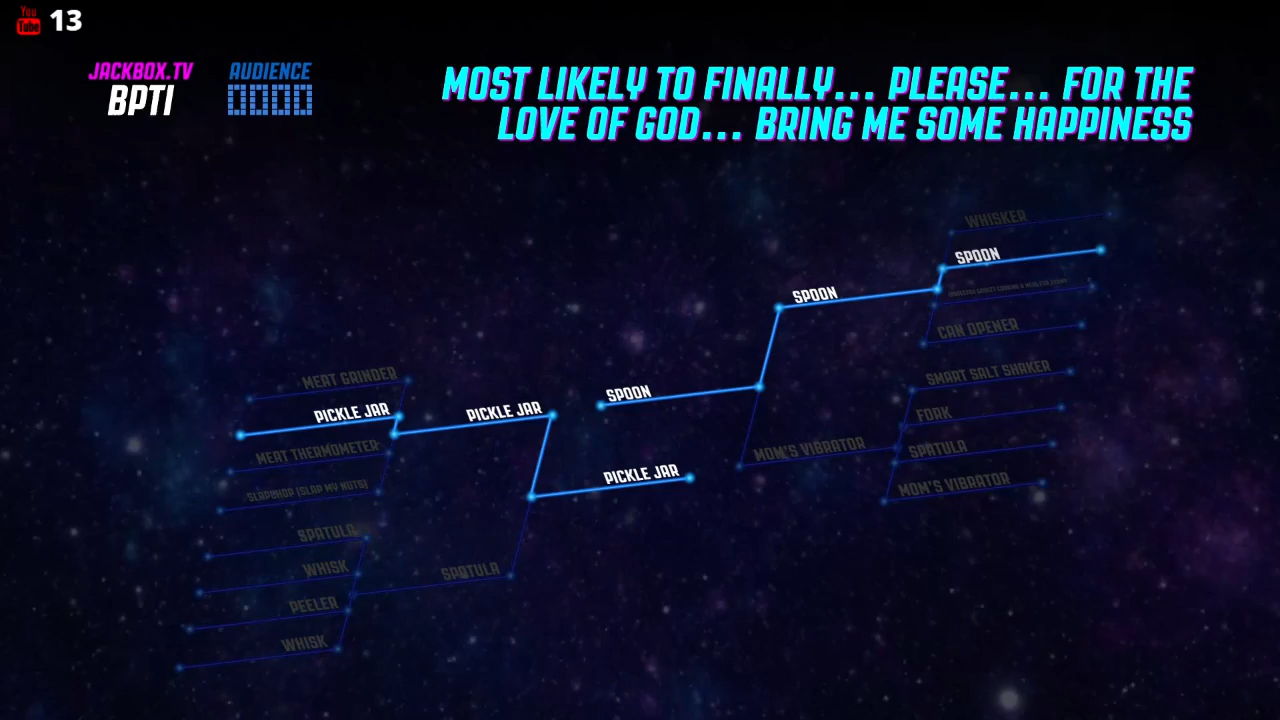 You
Tube 13
JACKBOX.TV
BPTI
AUDIENCE
0000
MOST LIKELY TO FINALLY... PLEASE... FOR THE
LOVE OF GOD... BRING ME SOME HAPPINESS
MEAT GRINDER
PICKLE JAR
MEAT THERMOMETER
SLAPWHOP (SLAP MY NUTS)
SPATULA
WHISK
PEELER
WHISK
PICKLE JAR
SPATULA
SPOON
PICKLE JAR
SPOON
MOM'S VIBRATOR
WHISKER
SPOON
CAN OPENER
SMART SALT SHAKER
FORK
SPATULA
MOM'S VIBRATOR